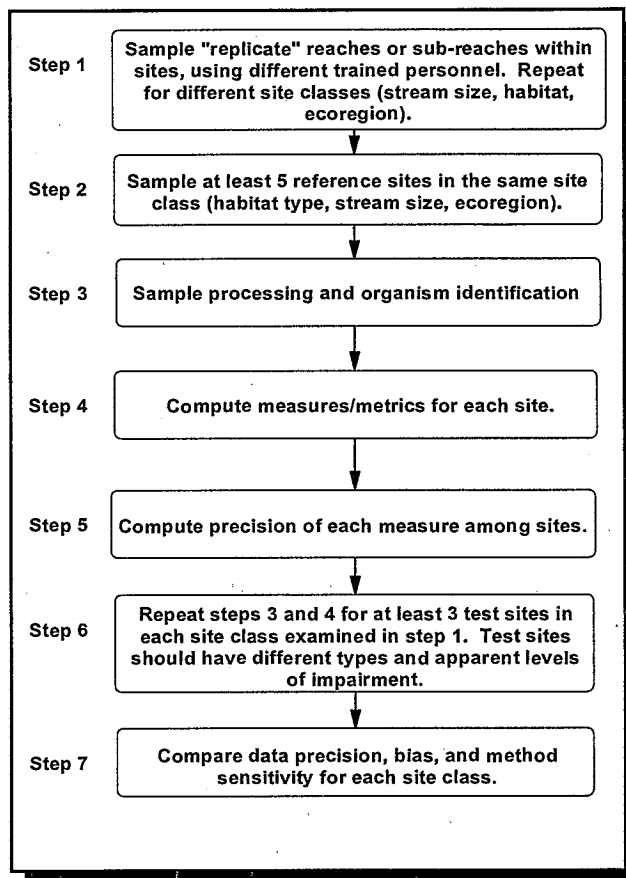 Step 1
Sample "replicate" reaches or sub-reaches within
sites, using different trained personnel. Repeat
for different site classes (stream size, habitat,
ecoregion).
Step 2
Sample at least 5 reference sites in the same site
class (habitat type, stream size, ecoregion).
Step 3
Sample processing and organism identification
Step 4
Compute measures/metrics for each site.
Step 5
Compute precision of each measure among sites.
Step 6
Repeat steps 3 and 4 for at least 3 test sites in
each site class examined in step 1. Test sites
should have different types and apparent levels
of impairment.
Step 7
Compare data precision, bias, and method
sensitivity for each site class.